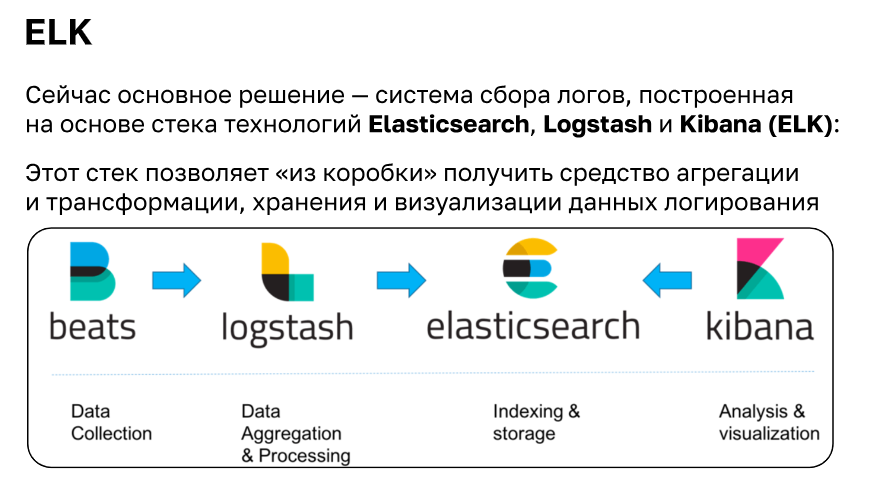 ELK
Сейчас основное решение — система сбора логов, построенная
на основе стека технологий Elasticsearch, Logstash и Kibana (ELK):
Этот стек позволяет «из коробки» получить средство агрегации
и трансформации, хранения и визуализации данных логирования
beats
logstash
elasticsearch
kibana
Data
Collection
Data
Aggregation
& Processing
Indexing &
storage
Analysis &
visualization